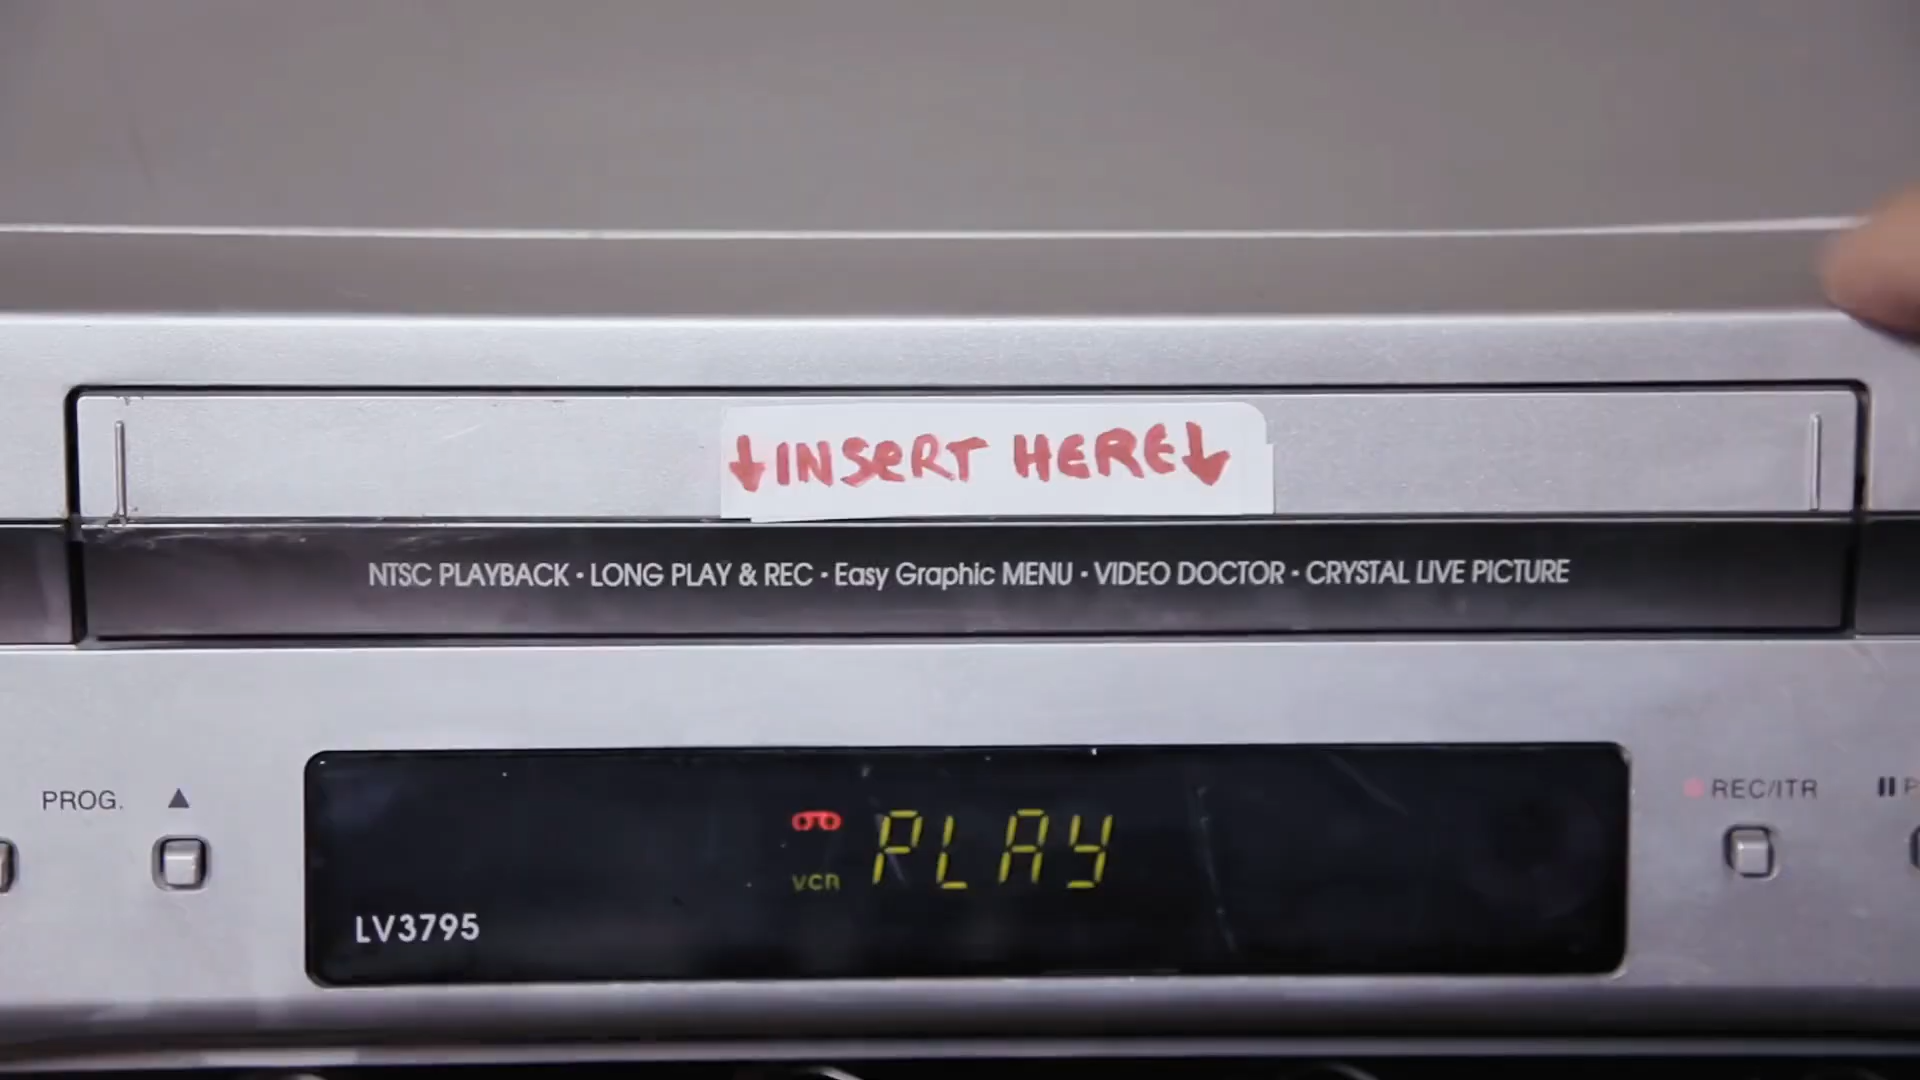 ↓INSeRT HERE↓
NTSC PLAYBACK • LONG PLAY & REC • Easy Graphic MENU • VIDEO DOCTOR • CRYSTAL LIVE PICTURE
PROG. ▲
PLAY
VCR
LV3795
REC/ITR